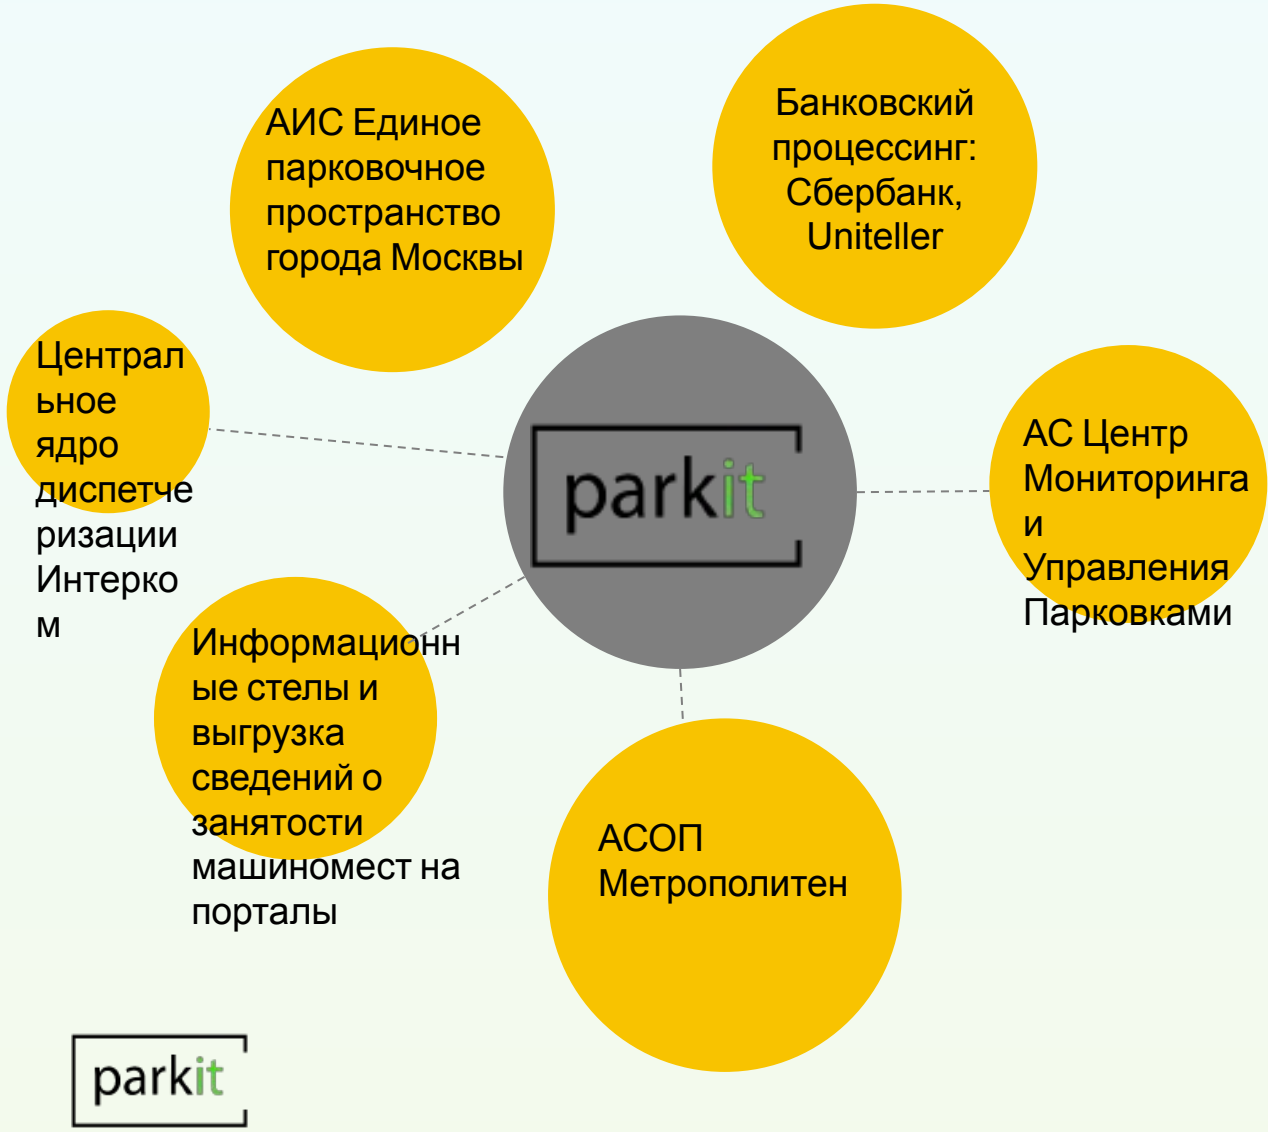 АИС Единое
парковочное
пространство
города Москвы
Банковский
процессинг:
Сбербанк,
Uniteller
Централ
ьное
ядро
диспетче
ризации
Интерко
м
parkit
АС Центр
Мониторинга
и
Управления
Парковками
Информационн
ые стелы и
выгрузка
сведений о
занятости
машиномест на
порталы
АСОП
Метрополитен
parkit